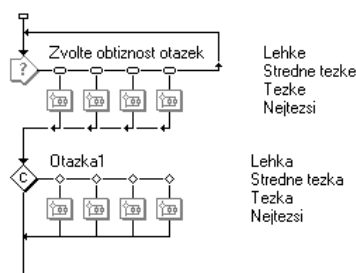 Zvolte obtiznost otazek
Lehke
Stredne tezke
Tezke
Nejtezsi
?
Otazka1
Lehka
Stredne tezka
Tezka
Nejtezsi
C